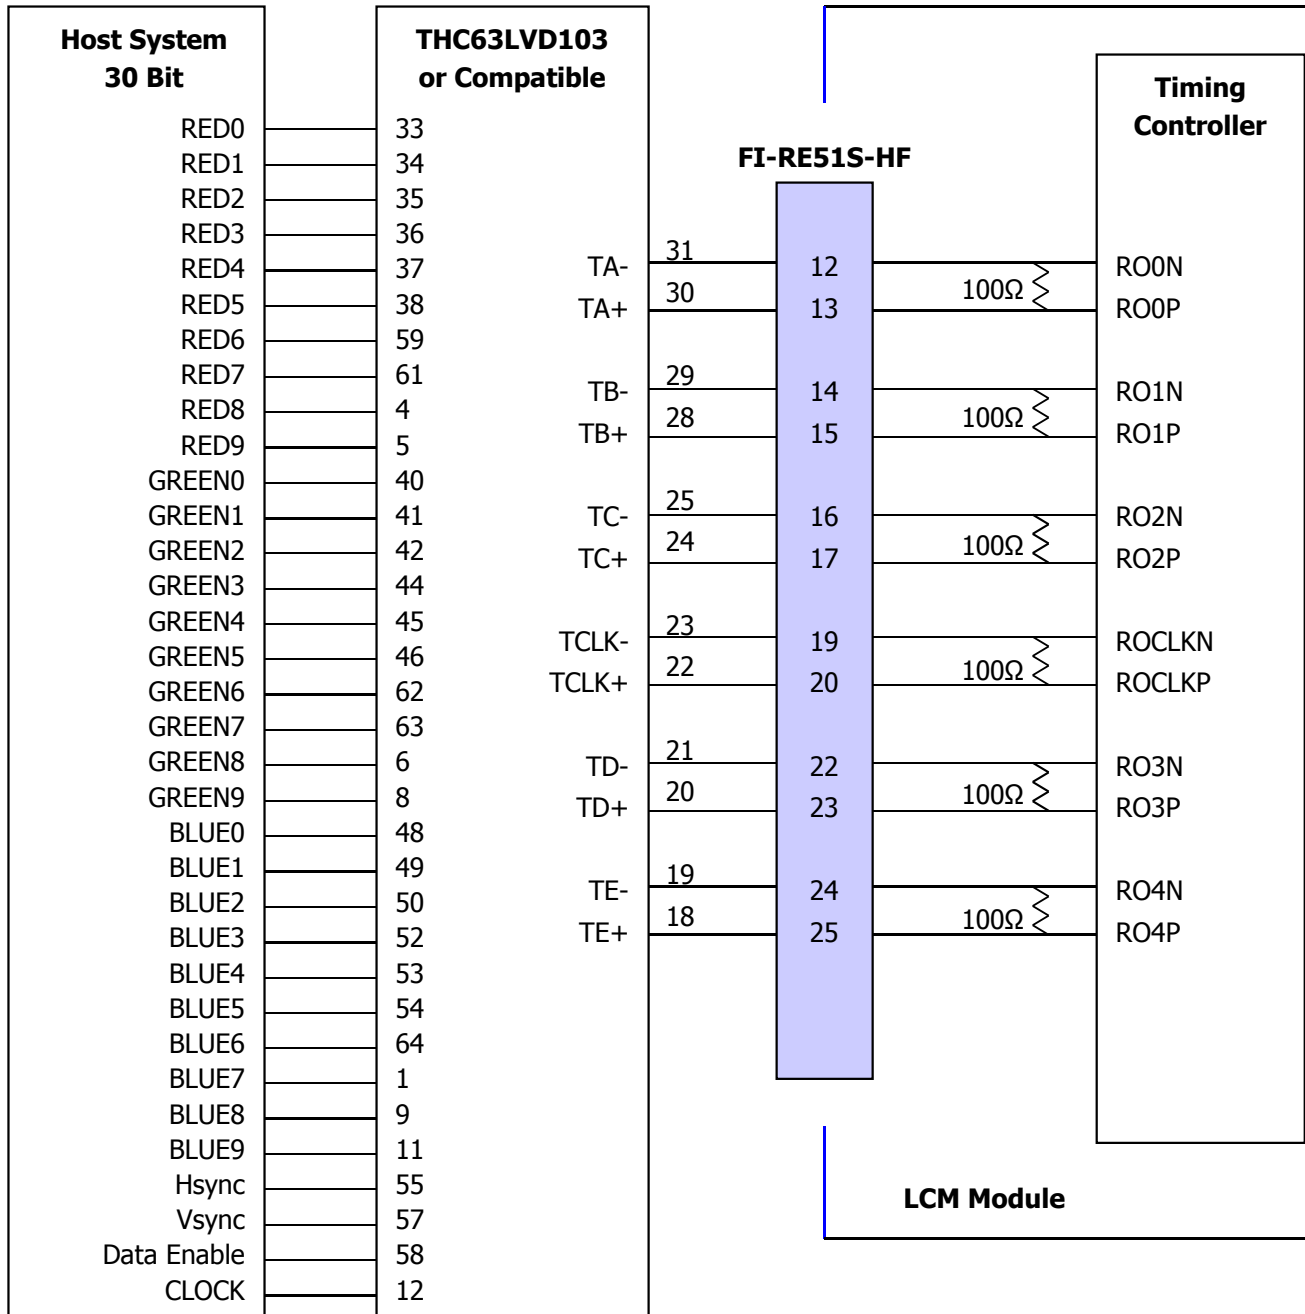 Host System
30 Bit
RED0 33
RED1 34
RED2 35
RED3 36
RED4 37
RED5 38
RED6 59
RED7 61
RED8 4
RED9 5
GREEN0 40
GREEN1 41
GREEN2 42
GREEN3 44
GREEN4 45
GREEN5 46
GREEN6 62
GREEN7 63
GREEN8 6
GREEN9 8
BLUE0 48
BLUE1 49
BLUE2 50
BLUE3 52
BLUE4 53
BLUE5 54
BLUE6 64
BLUE7 1
BLUE8 9
BLUE9 11
Hsync 55
Vsync 57
Data Enable 58
CLOCK 12
THC63LVD103
or Compatible
FI-RE51S-HF
Timing
Controller
TA- 31 12 RO0N
100Ω
TA+ 30 13 RO0P
TB- 29 14 RO1N
100Ω
TB+ 28 15 RO1P
TC- 25 16 RO2N
100Ω
TC+ 24 17 RO2P
TCLK- 23 19 ROCLKN
100Ω
TCLK+ 22 20 ROCLKP
TD- 21 22 RO3N
100Ω
TD+ 20 23 RO3P
TE- 19 24 RO4N
100Ω
TE+ 18 25 RO4P
LCM Module